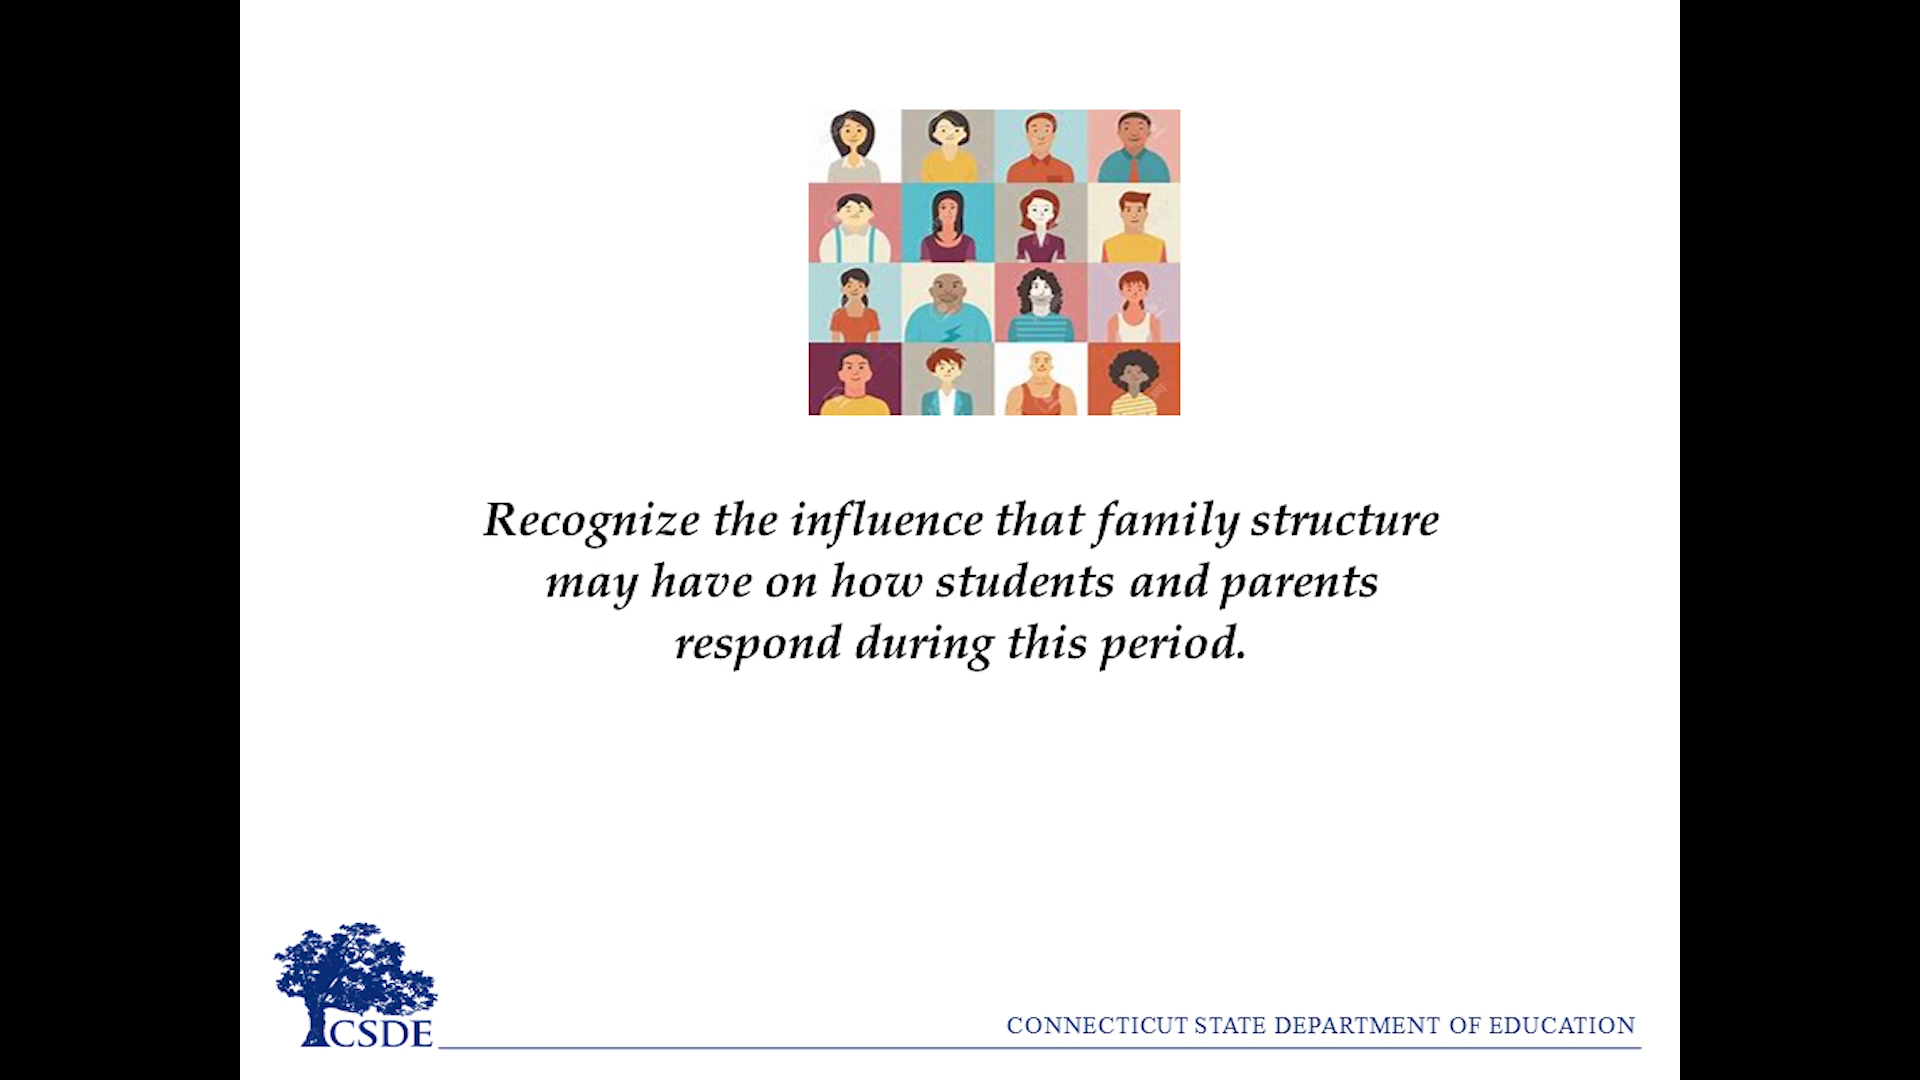 Recognize the influence that family structure
may have on how students and parents
respond during this period.
CSDE
CONNECTICUT STATE DEPARTMENT OF EDUCATION